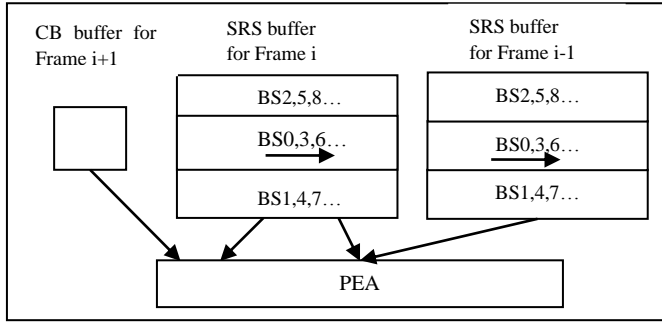 CB buffer for
Frame i+1
SRS buffer
for Frame i
SRS buffer
for Frame i-1
BS2,5,8…
BS0,3,6…
BS1,4,7…
BS2,5,8…
BS0,3,6…
BS1,4,7…
PEA